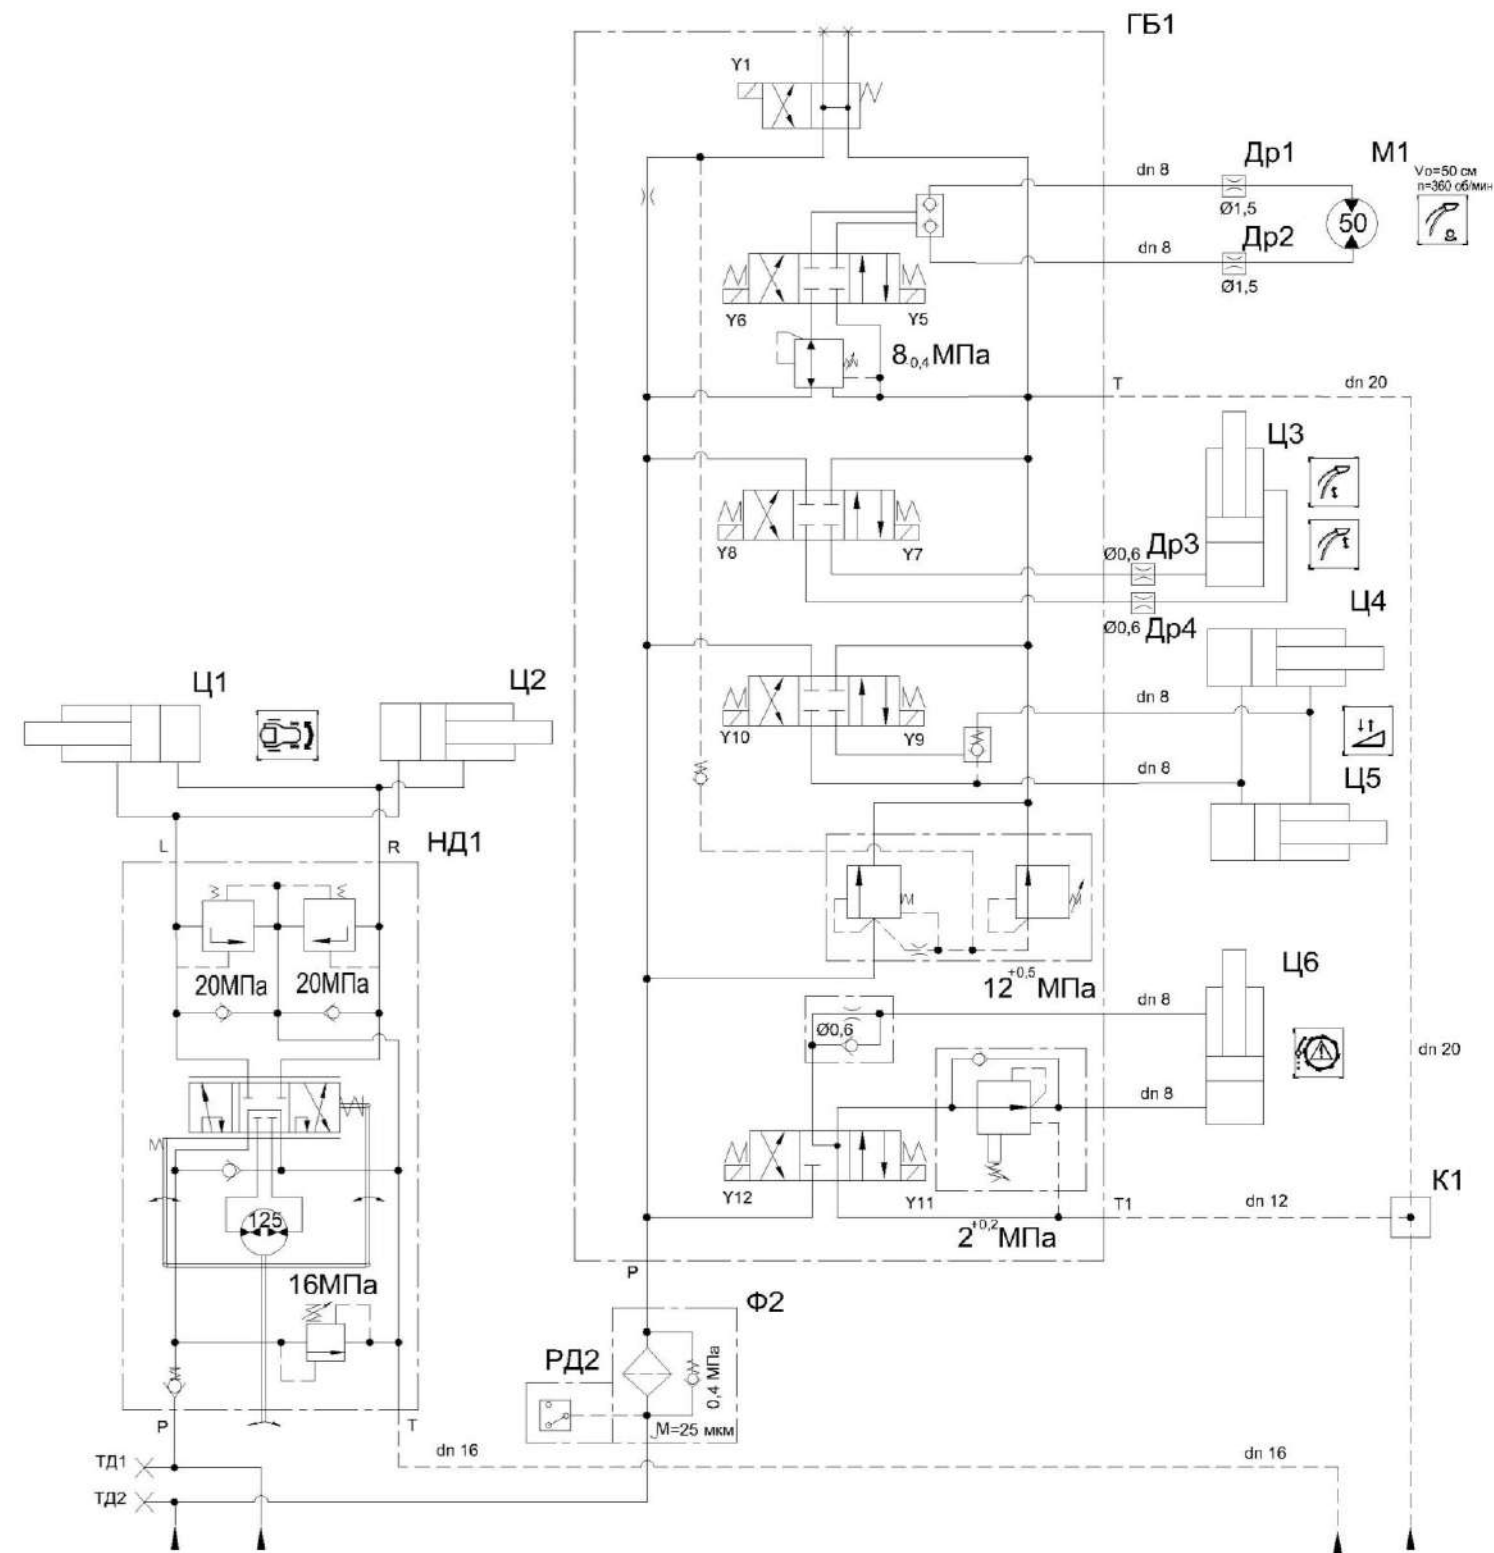 ГБ1
Y1
dn 8
Др1
М1
Vo=50 см
n=360 об/мин
Ø1,5
50
dn 8
Др2
Ø1,5
Y6
Y5
8-0,4 МПа
T
dn 20
Ц3
Y8
Y7
Ø0,6 Др3
Ø0,6 Др4
Ц4
Ц1
Ц2
dn 8
Y10
Y9
dn 8
Ц5
L
R
НД1
20МПа
20МПа
12+0,5 МПа
Ц6
dn 8
Ø0,6
dn 20
dn 8
Y12
Y11
К1
T1
dn 12
125
2+0,2 МПа
16МПа
P
Ф2
РД2
0,4 МПа
М=25 мкм
P
T
dn 16
dn 16
ТД1
ТД2